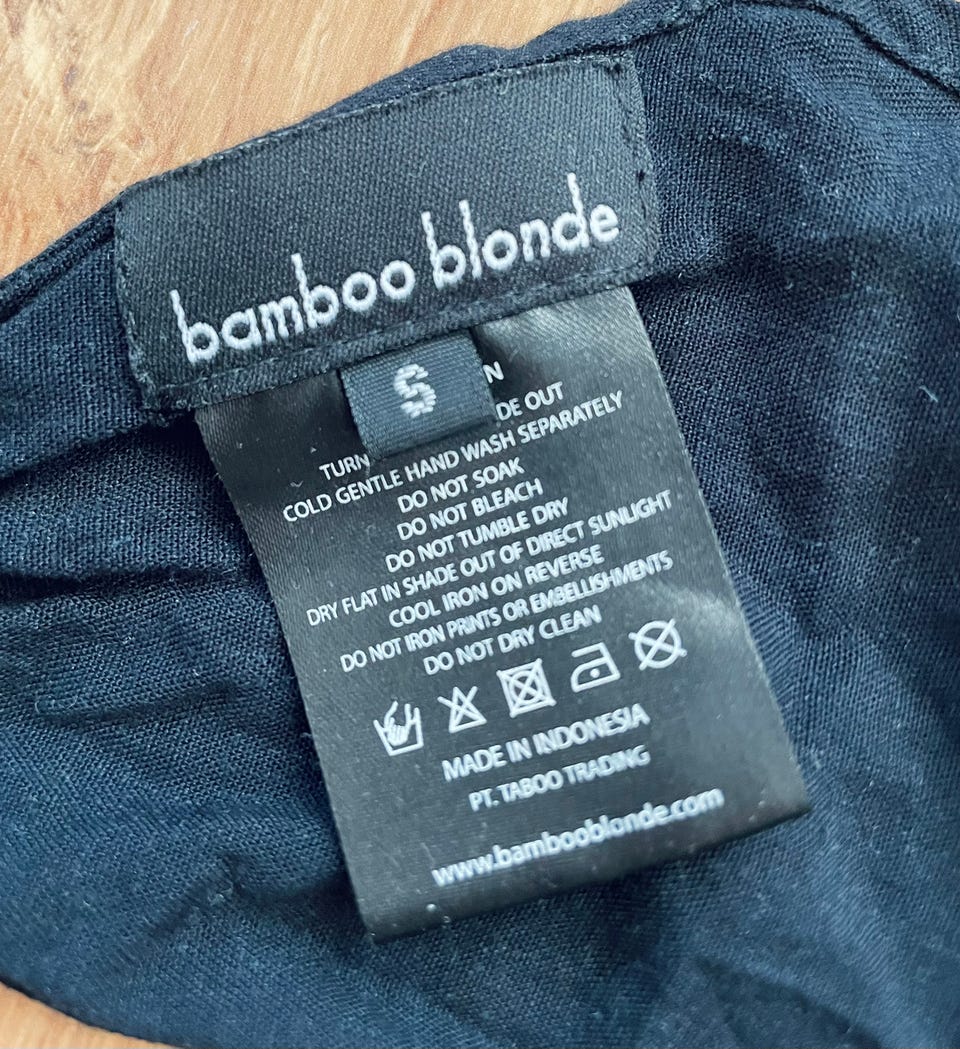 bamboo blonde
S
N
TURN DE OUT
COLD GENTLE HAND WASH SEPARATELY
DO NOT SOAK
DO NOT BLEACH
DO NOT TUMBLE DRY
DRY FLAT IN SHADE OUT OF DIRECT SUNLIGHT
COOL IRON ON REVERSE
DO NOT IRON PRINTS OR EMBELLISHMENTS
DO NOT DRY CLEAN
MADE IN INDONESIA
PT. TABOO TRADING
www.bambooblonde.com